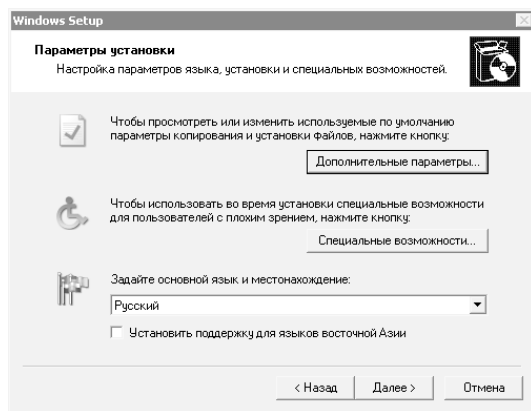 Windows Setup
Параметры установки
Настройка параметров языка, установки и специальных возможностей.
Чтобы просмотреть или изменить используемые по умолчанию
параметры копирования и установки файлов, нажмите кнопку:
Дополнительные параметры...
Чтобы использовать во время установки специальные возможности
для пользователей с плохим зрением, нажмите кнопку:
Специальные возможности...
Задайте основной язык и местонахождение:
Русский
Установить поддержку для языков восточной Азии
< Назад Далее > Отмена